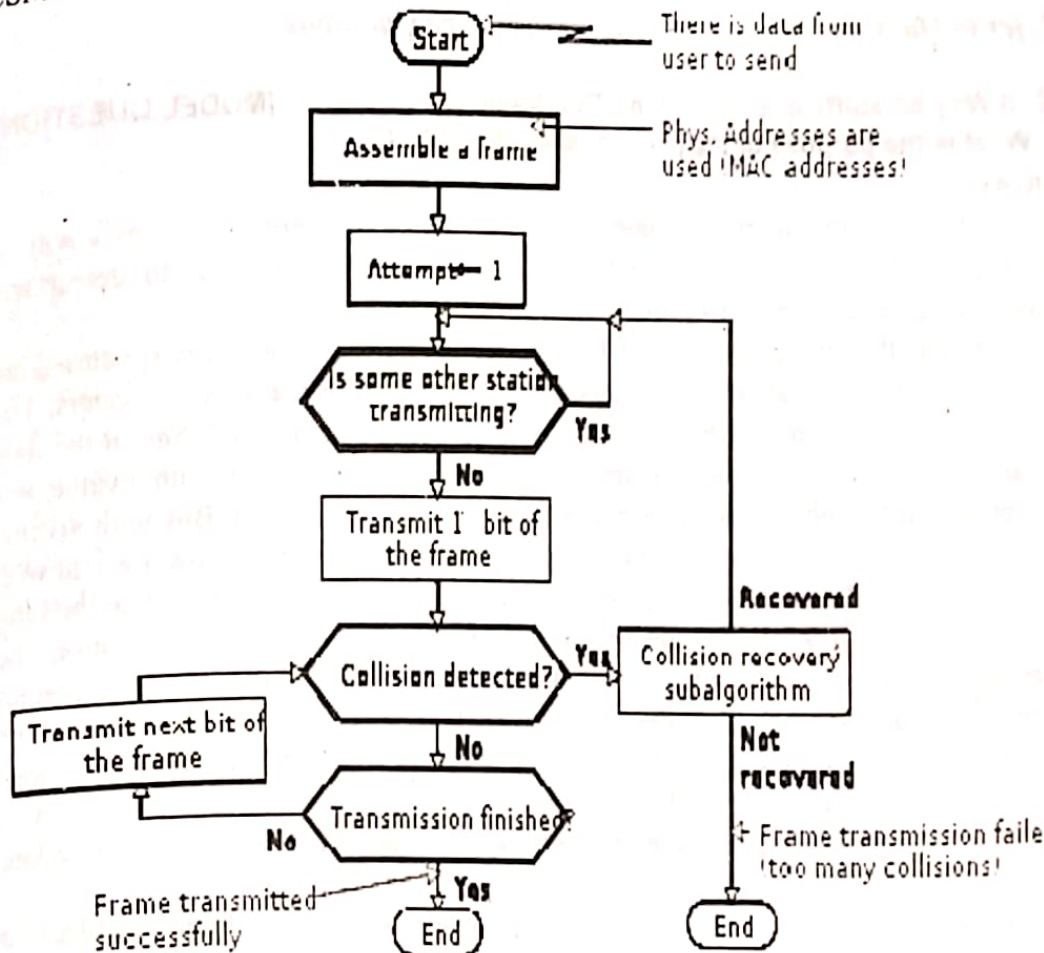 Start
There is data from
user to send
Assemble a frame
Phys. Addresses are
used !MAC addresses!
Attempt← 1
Is some other station
transmitting?
Yes
No
Transmit 1 bit of
the frame
Recovered
Collision detected?
Yes
Collision recovery
subalgorithm
Transmit next bit of
the frame
No
Not
recovered
Transmission finished?
No
Frame transmission faile
!too many collisions!
Yes
Frame transmitted
successfully
End
End